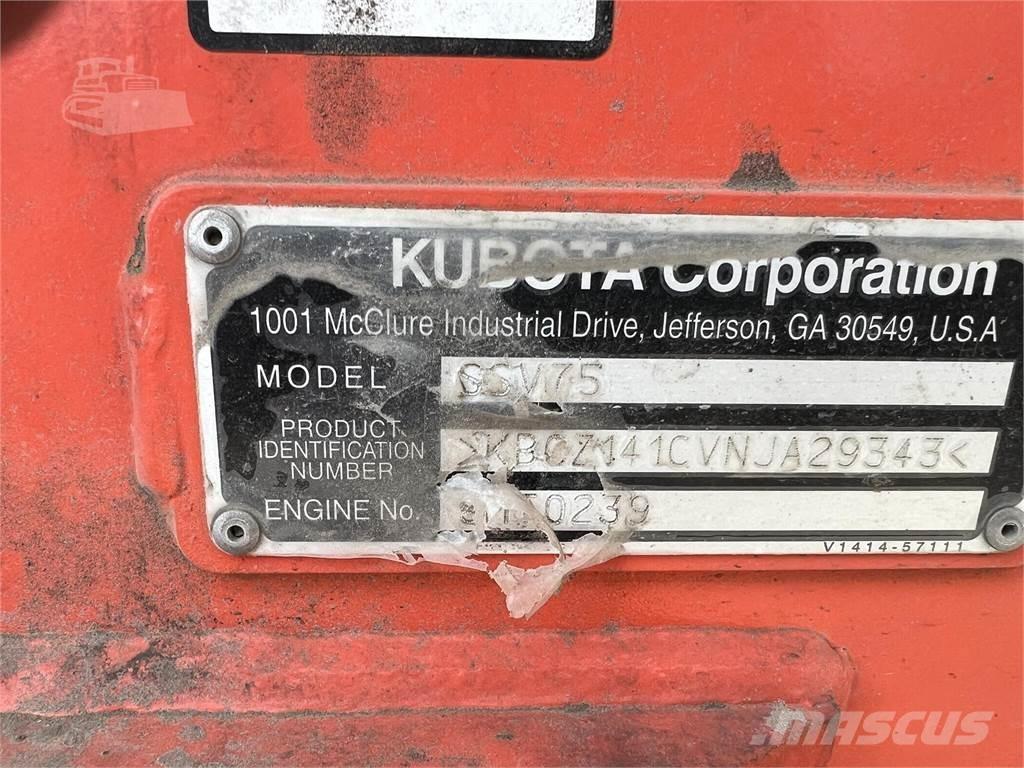 KUBOTA Corporation
1001 McClure Industrial Drive, Jefferson, GA 30549, U.S.A
MODEL SSV75
PRODUCT
IDENTIFICATION
NUMBER >KBCZ141CVNJA29343<
ENGINE No.
V1414-57111
MASCUS